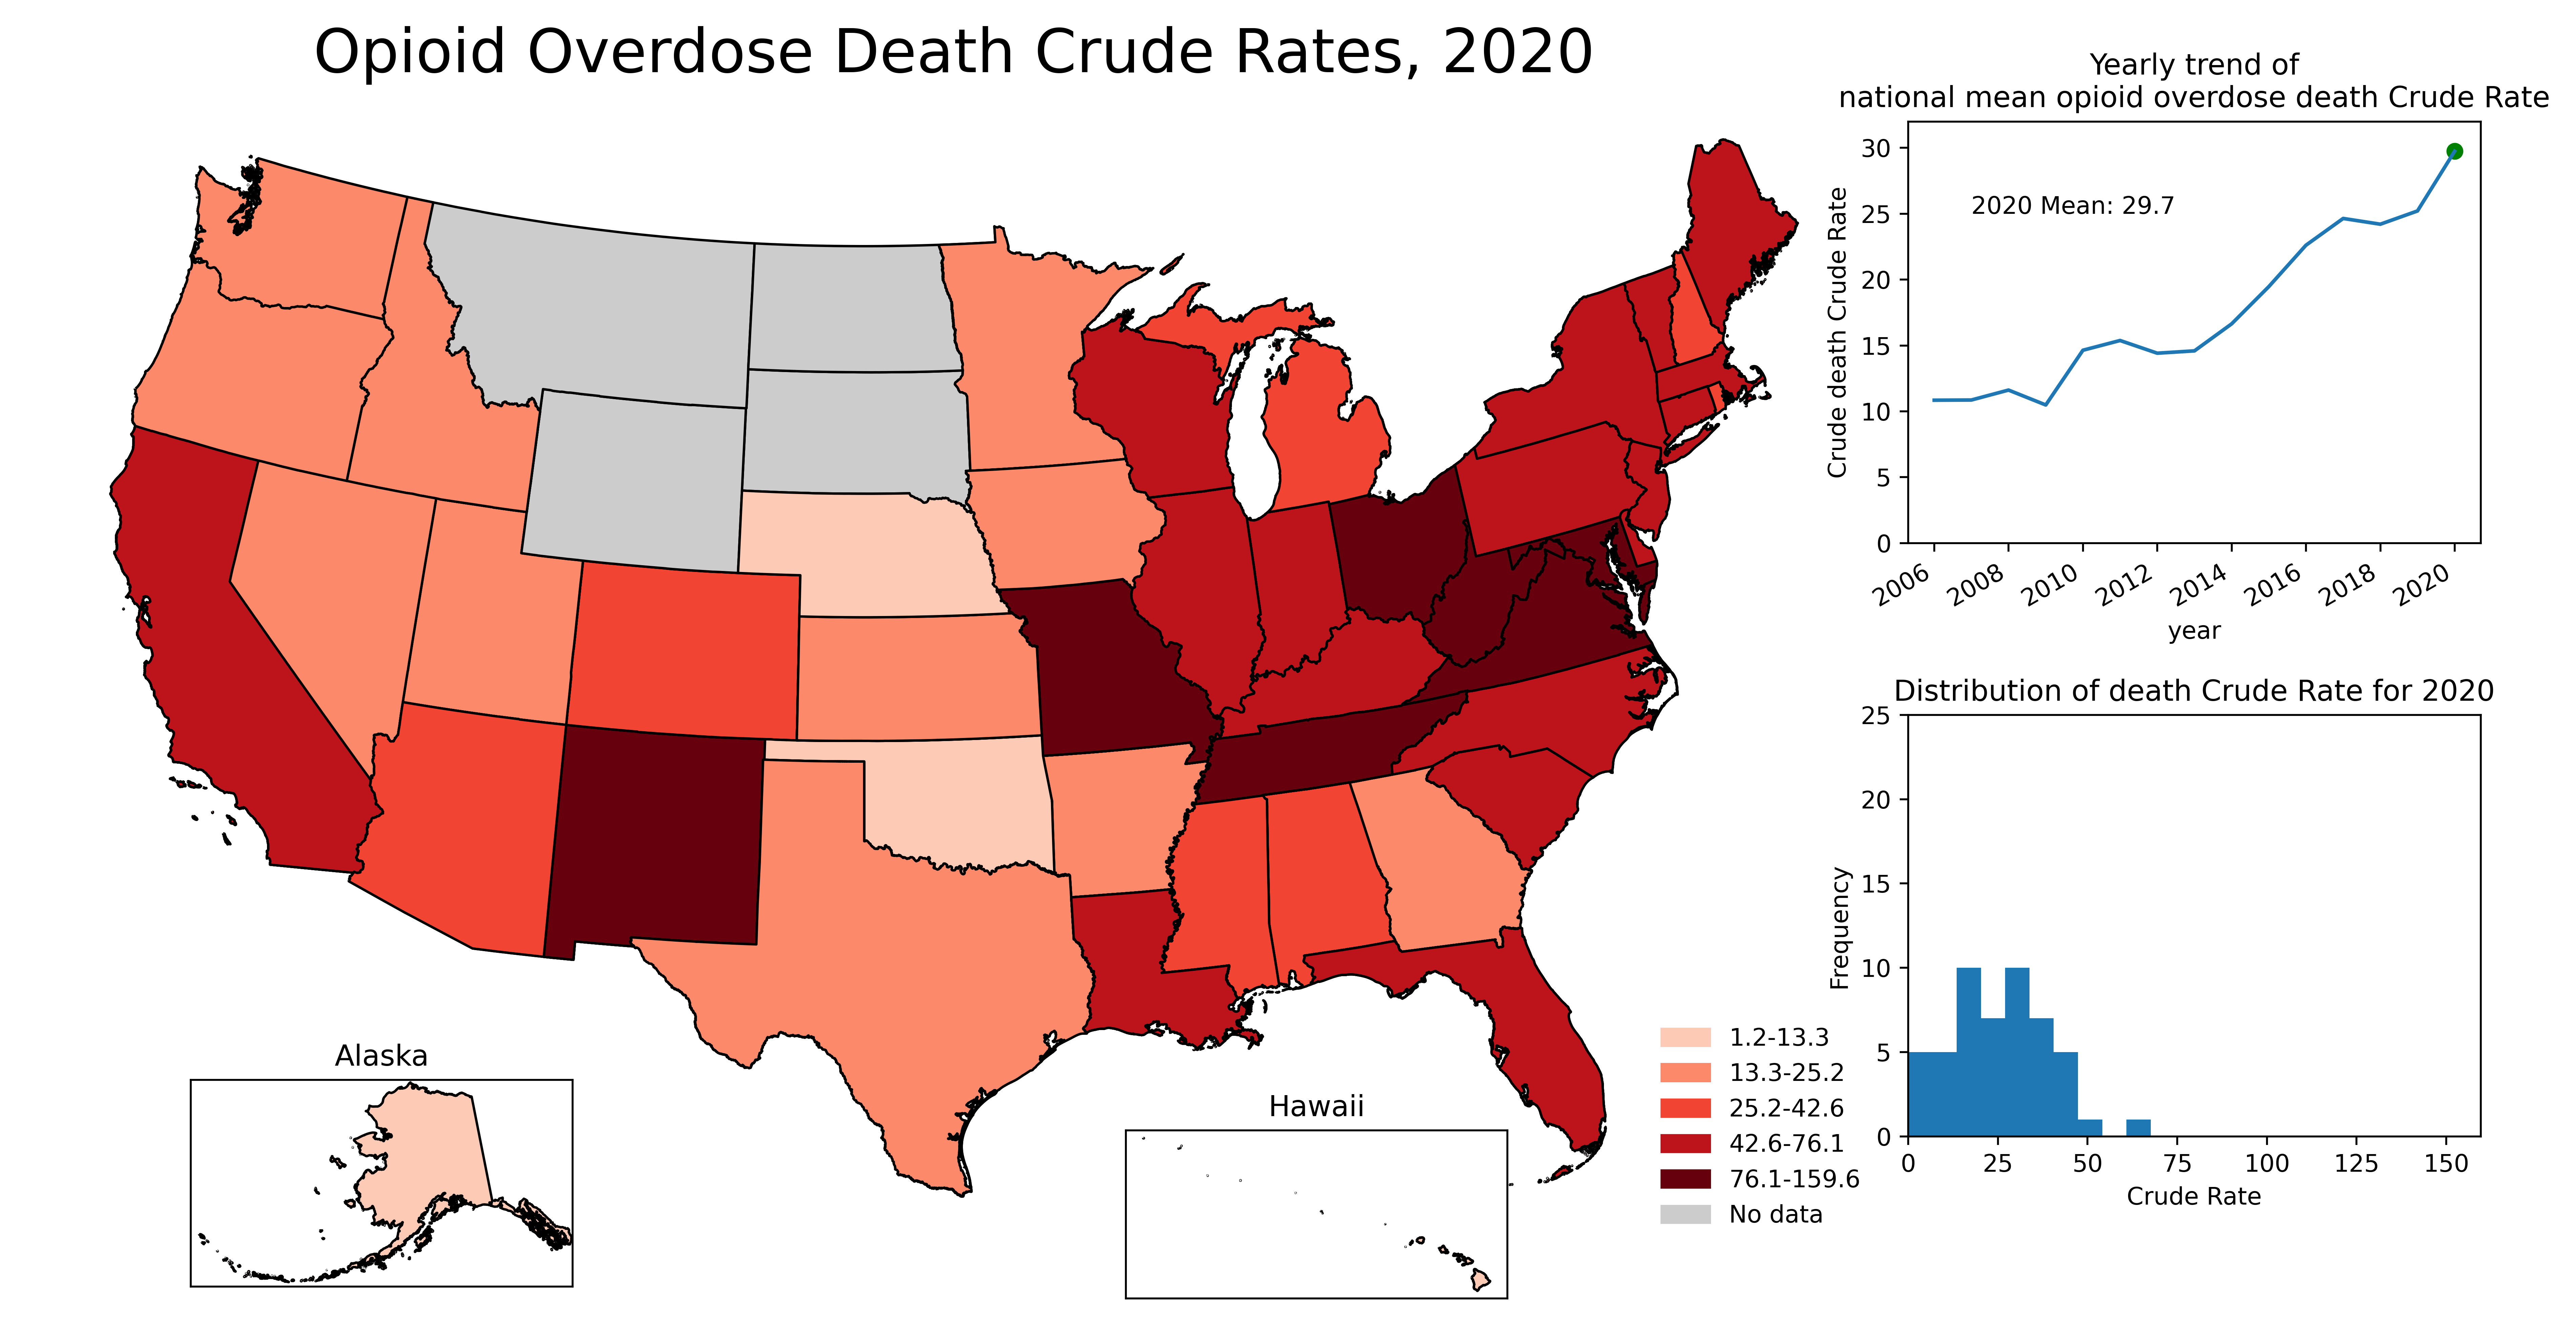 Opioid Overdose Death Crude Rates, 2020
Yearly trend of
national mean opioid overdose death Crude Rate
30
25
20
15
10
5
0
Crude death Crude Rate
2020 Mean: 29.7
2006
2008
2010
2012
2014
2016
2018
2020
year
Distribution of death Crude Rate for 2020
25
20
15
10
5
0
Frequency
0
25
50
75
100
125
150
Crude Rate
Alaska
Hawaii
1.2-13.3
13.3-25.2
25.2-42.6
42.6-76.1
76.1-159.6
No data